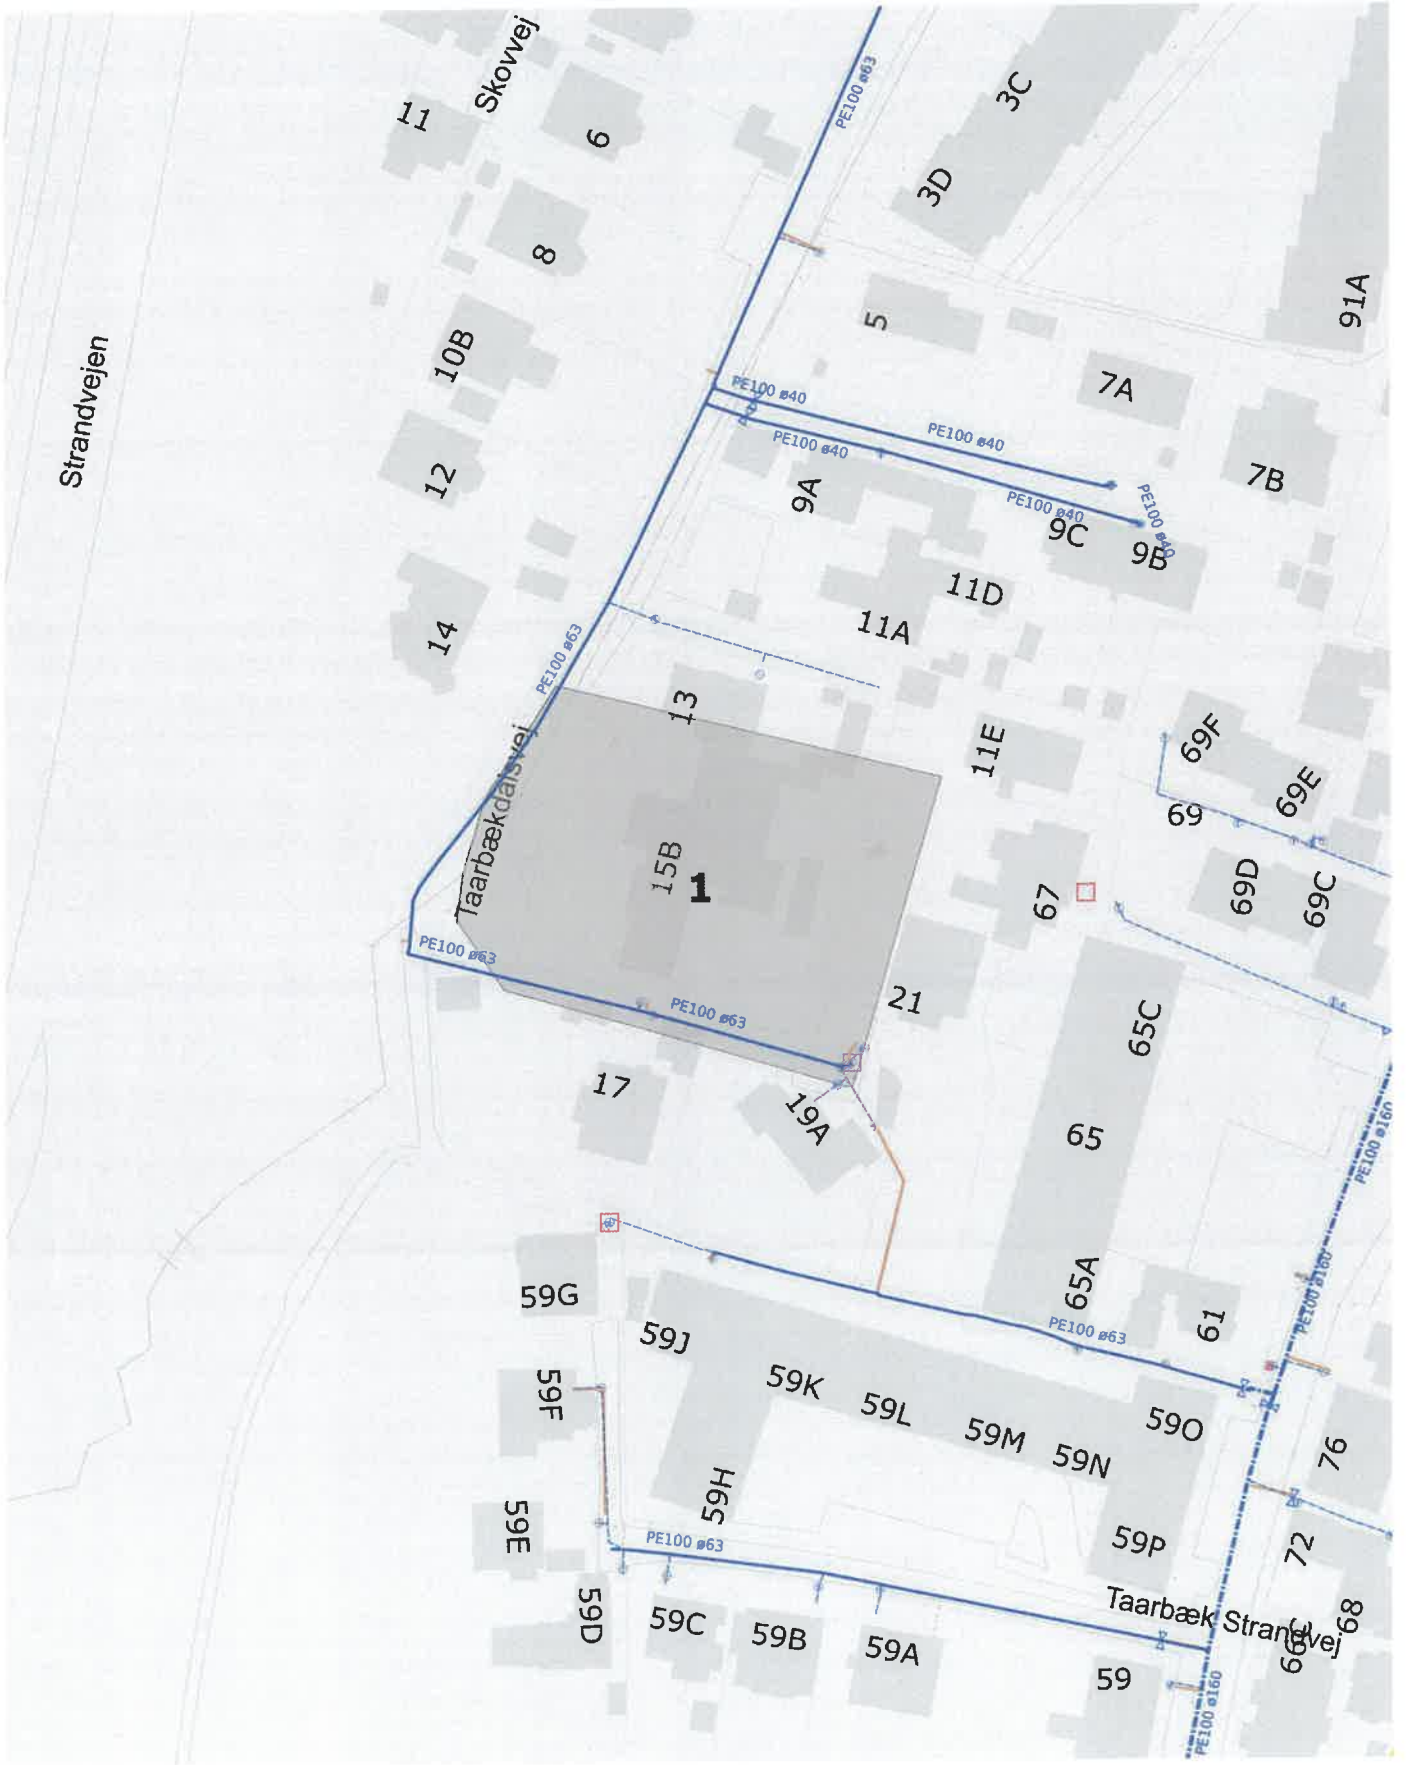 Skovvej
11
6
PE100 ø63
3C
3D
8
5
91A
Strandvejen
10B
7A
PE100 ø40
PE100 ø40
PE100 ø40
12
9A
7B
PE100 ø40
PE100 ø40
9C
9B
11D
14
11A
PE100 ø63
13
69F
11E
69E
Taarbækdalsvej
69
15B
1
67
69D
69C
PE100 ø63
PE100 ø63
21
65C
17
19A
65
PE100 ø160
59G
65A
PE100 ø160
61
59J
PE100 ø63
59K
59F
59L
59O
59M
59N
76
59H
59E
PE100 ø63
59P
72
59D
59C
59B
59A
Taarbæk Strandvej
68
66C
59
PE100 ø160